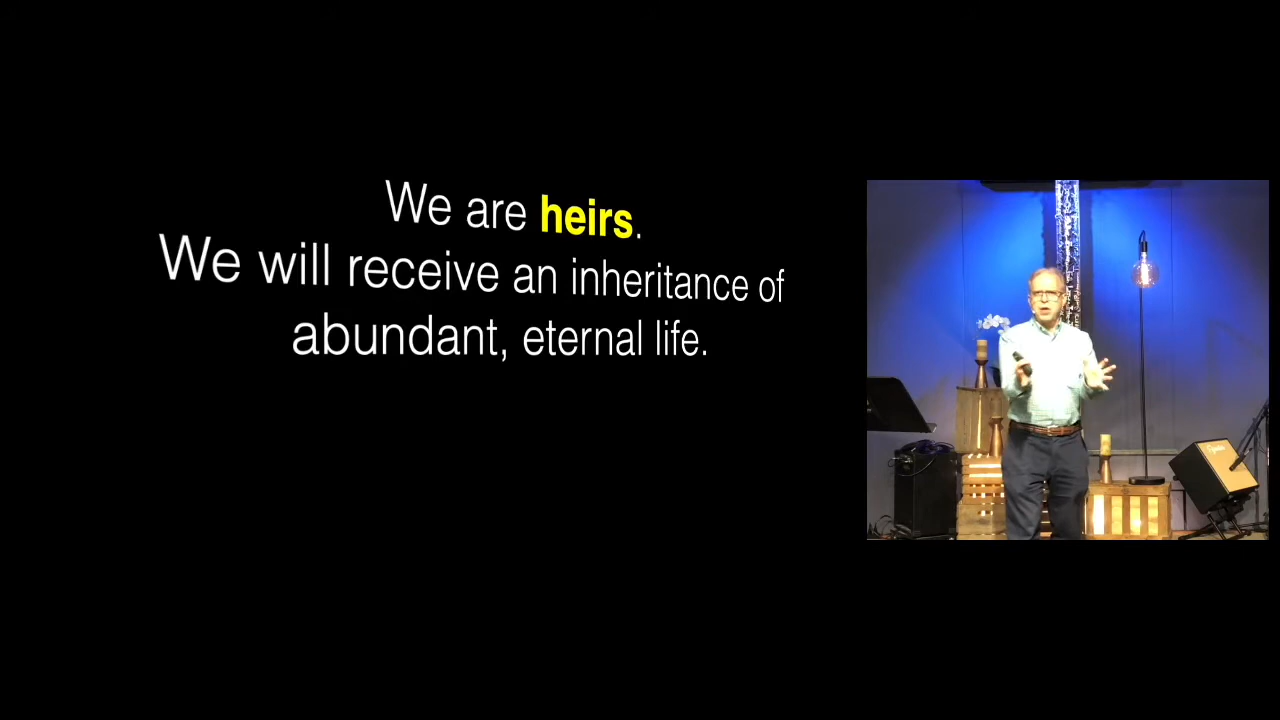 We are heirs.
We will receive an inheritance of
abundant, eternal life.